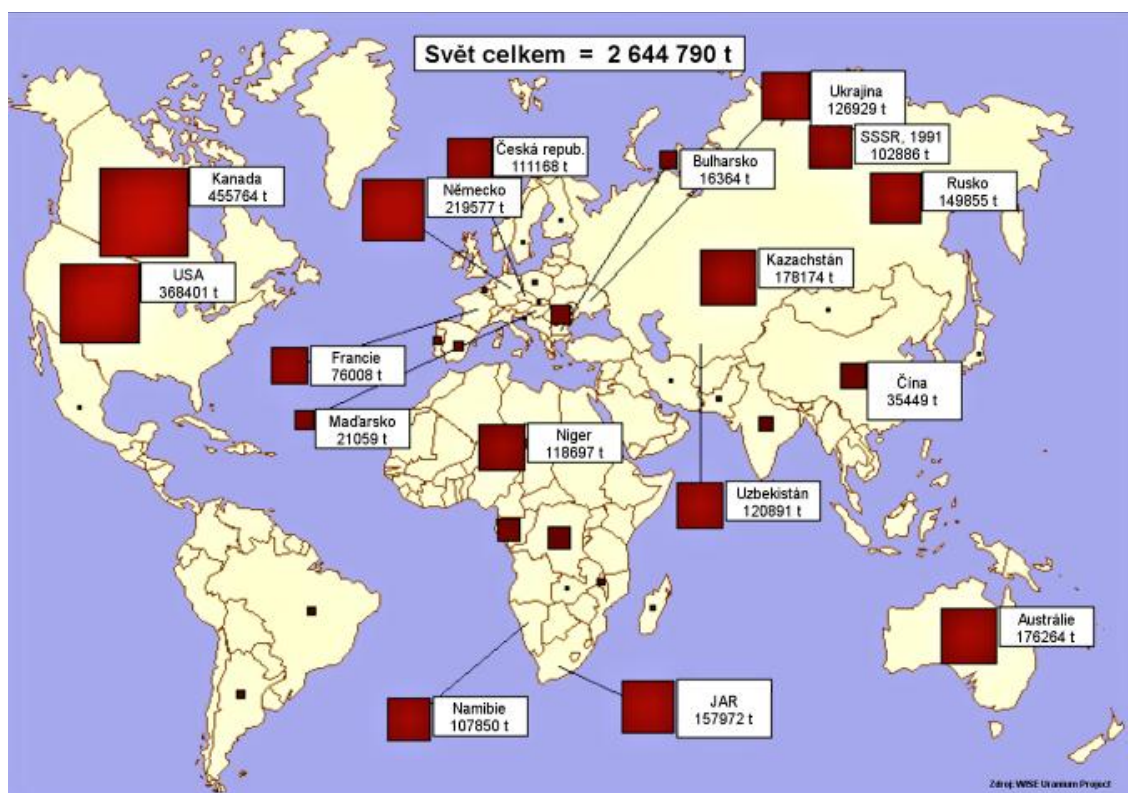 Svět celkem = 2 644 790 t
Ukrajina
126929 t
SSSR, 1991
102886 t
Česká repub.
111168 t
Bulharsko
16364 t
Kanada
455764 t
Německo
219577 t
Rusko
149855 t
USA
368401 t
Kazachstán
178174 t
Francie
76008 t
Čína
35449 t
Maďarsko
21059 t
Niger
118697 t
Uzbekistán
120891 t
Austrálie
176264 t
Namibie
107850 t
JAR
157972 t
Zdroj: WISE Uranium Project